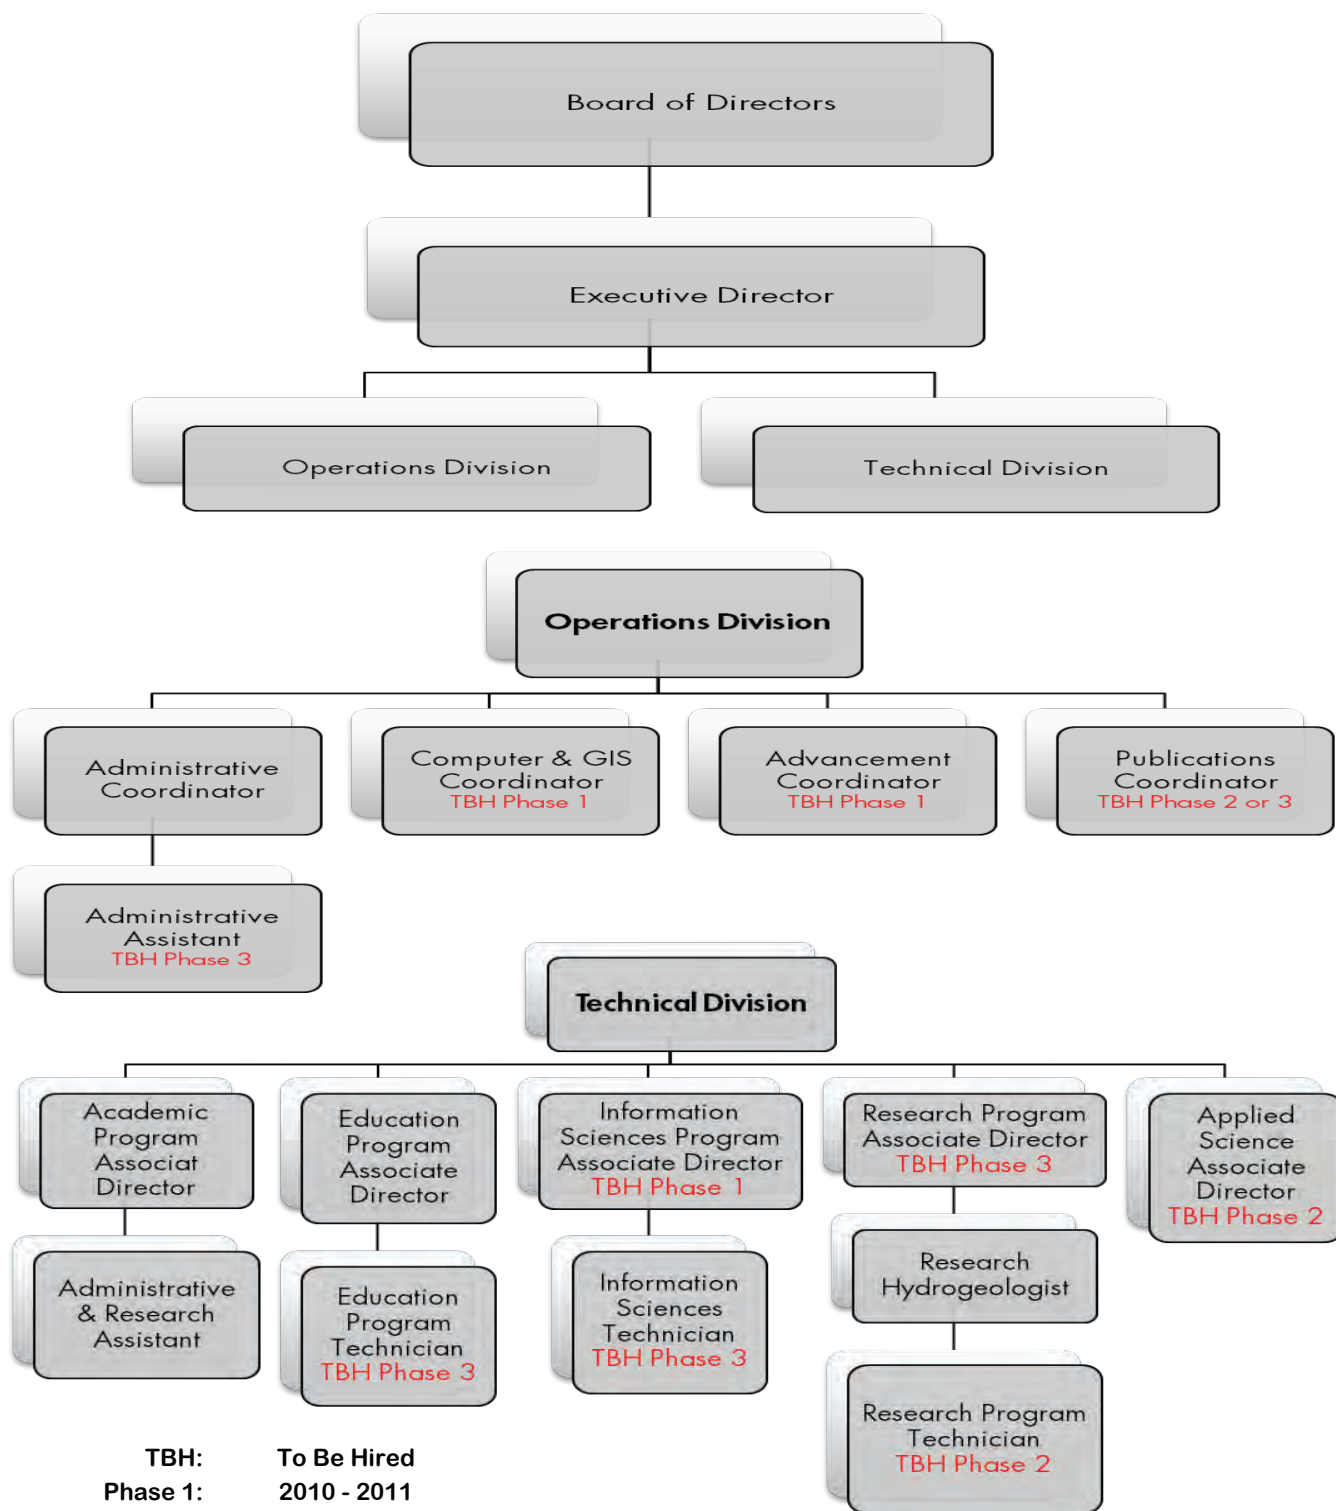 Board of Directors
Executive Director
Operations Division
Technical Division
Operations Division
Administrative
Coordinator
Computer & GIS
Coordinator
TBH Phase 1
Advancement
Coordinator
TBH Phase 1
Publications
Coordinator
TBH Phase 2 or 3
Administrative
Assistant
TBH Phase 3
Technical Division
Academic
Program
Associat
Director
Education
Program
Associate
Director
Information
Sciences Program
Associate Director
TBH Phase 1
Research Program
Associate Director
TBH Phase 3
Applied
Science
Associate
Director
TBH Phase 2
Administrative
& Research
Assistant
Education
Program
Technician
TBH Phase 3
Information
Sciences
Technician
TBH Phase 3
Research
Hydrogeologist
Research Program
Technician
TBH Phase 2
TBH: To Be Hired
Phase 1: 2010 - 2011